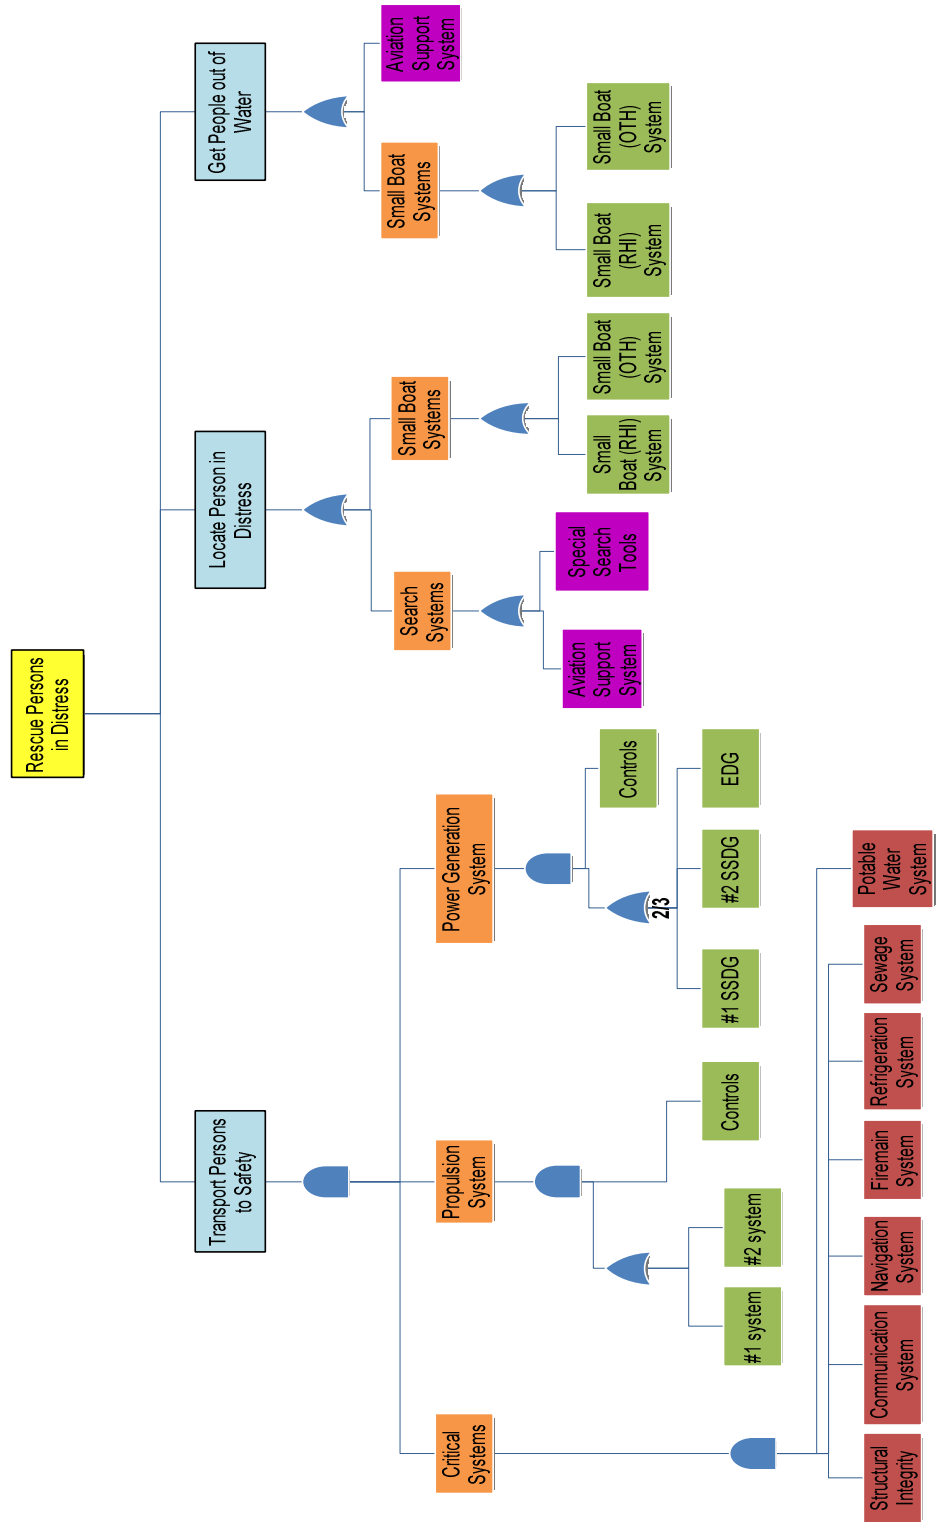 Rescue Persons
in Distress
Transport Persons
to Safety
Locate Person in
Distress
Get People out of
Water
Critical
Systems
Propulsion
System
Power Generation
System
Search
Systems
Small Boat
Systems
Small Boat
Systems
Aviation
Support
System
#1 system
#2 system
Controls
2/3
Controls
#1 SSDG
#2 SSDG
EDG
Aviation
Support
System
Special
Search
Tools
Small
Boat (RHI)
System
Small Boat
(OTH)
System
Small Boat
(RHI)
System
Small Boat
(OTH)
System
Structural
Integrity
Communication
System
Navigation
System
Firemain
System
Refrigeration
System
Sewage
System
Potable
Water
System